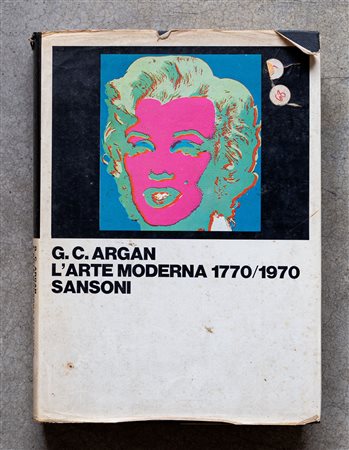 G. C. ARGAN
L'ARTE MODERNA 1770/1970
SANSONI